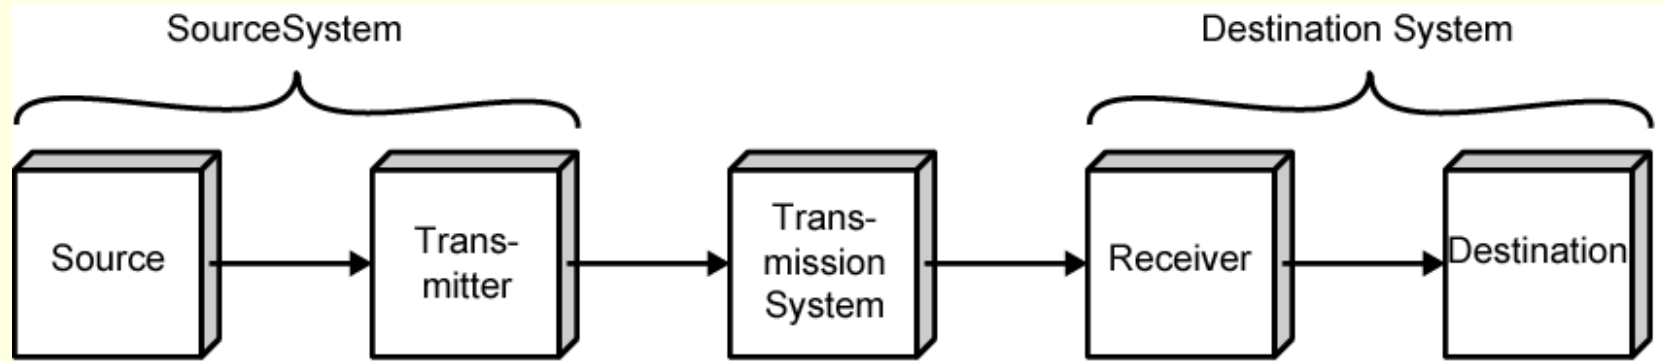 SourceSystem
Destination System
Source
Trans-
mitter
Trans-
mission
System
Receiver
Destination